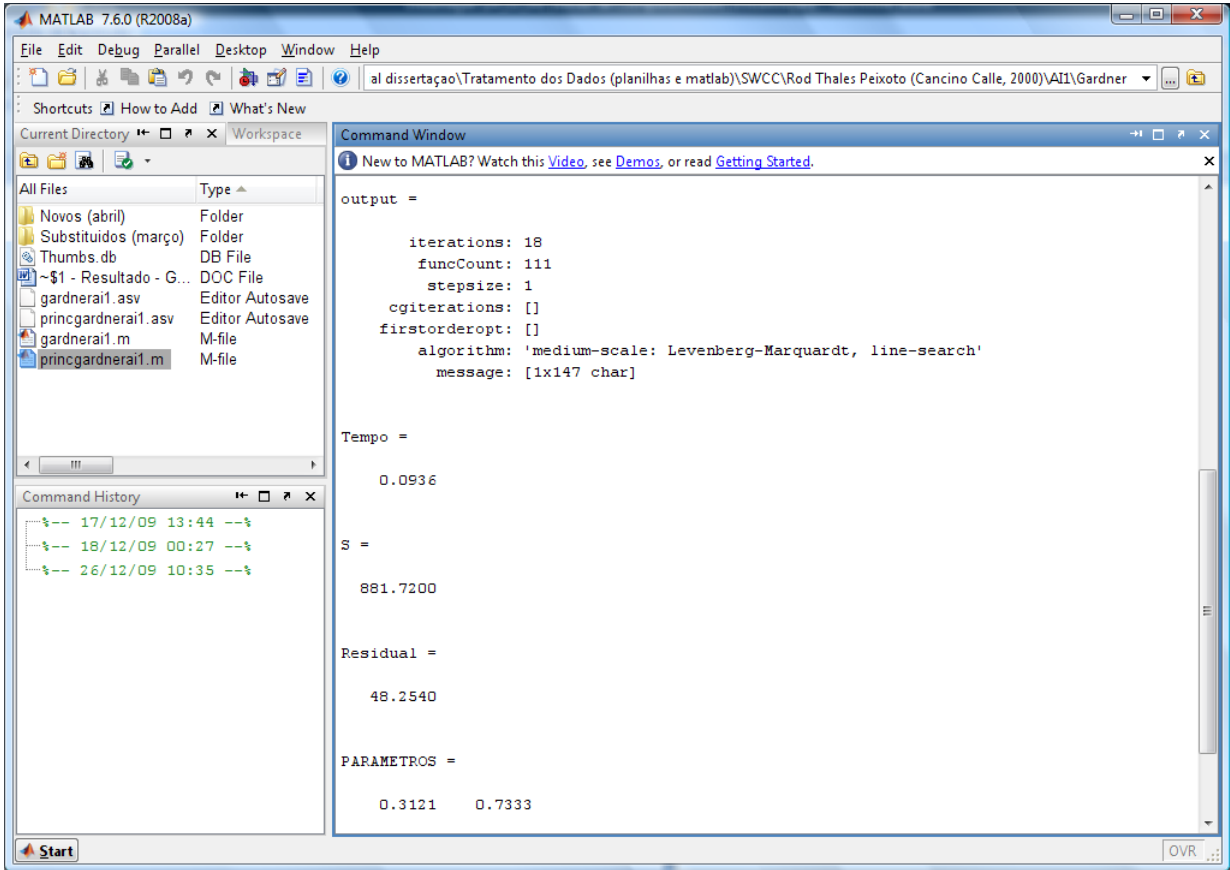 MATLAB 7.6.0 (R2008a)
File Edit Debug Parallel Desktop Window Help
al dissertaçao\Tratamento dos Dados (planilhas e matlab)\SWCC\Rod Thales Peixoto (Cancino Calle, 2000)\AI1\Gardner
Shortcuts How to Add What's New
Current Directory Workspace
All Files Type
Novos (abril) Folder
Substituidos (março) Folder
Thumbs.db DB File
~$1 - Resultado - G... DOC File
gardnerai1.asv Editor Autosave
princgardnerai1.asv Editor Autosave
gardnerai1.m M-file
princgardnerai1.m M-file
Command History
%-- 17/12/09 13:44 --%
%-- 18/12/09 00:27 --%
%-- 26/12/09 10:35 --%
Command Window
New to MATLAB? Watch this Video, see Demos, or read Getting Started.
output =
iterations: 18
funcCount: 111
stepsize: 1
cgiterations: []
firstorderopt: []
algorithm: 'medium-scale: Levenberg-Marquardt, line-search'
message: [1x147 char]
Tempo =
0.0936
S =
881.7200
Residual =
48.2540
PARAMETROS =
0.3121 0.7333
Start
OVR